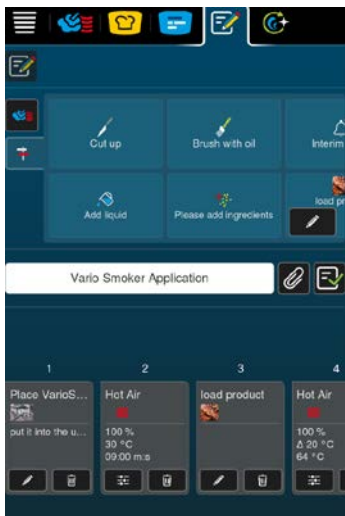 Cut up
Brush with oil
Interim
Add liquid
Please add ingredients
load pr
Vario Smoker Application
1
2
3
4
Place VarioS...
Hot Air
load product
Hot Air
put it into the u...
100 %
30 °C
09:00 m:s
100 %
Δ 20 °C
64 °C